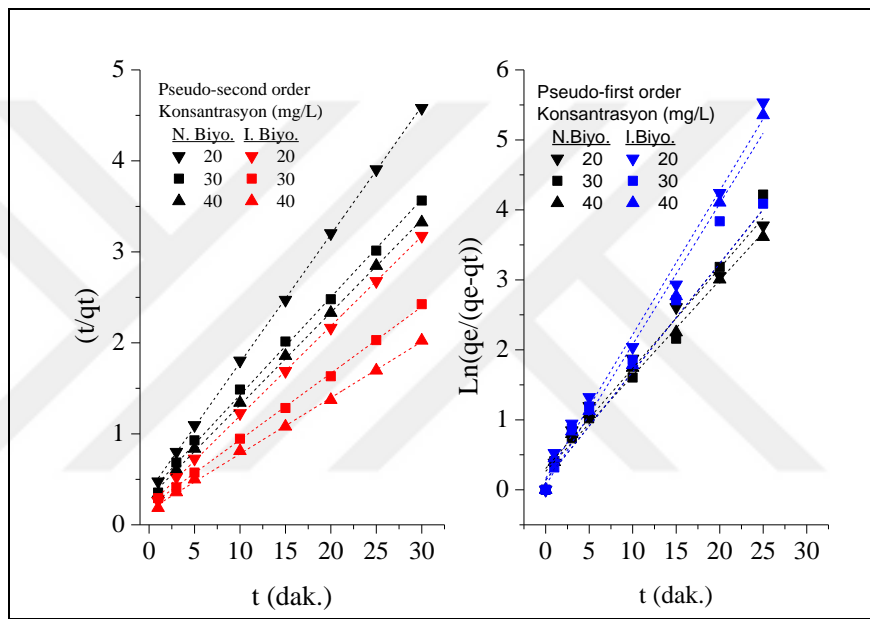 Pseudo-second order
Konsantrasyon (mg/L)
N. Biyo. I. Biyo.
20 20
30 30
40 40
(t/qt)
5
4
3
2
1
0
0 5 10 15 20 25 30
t (dak.)
Pseudo-first order
Konsantrasyon (mg/L)
N.Biyo. I.Biyo.
20 20
30 30
40 40
Ln(qe/(qe-qt))
6
5
4
3
2
1
0
0 5 10 15 20 25 30
t (dak.)